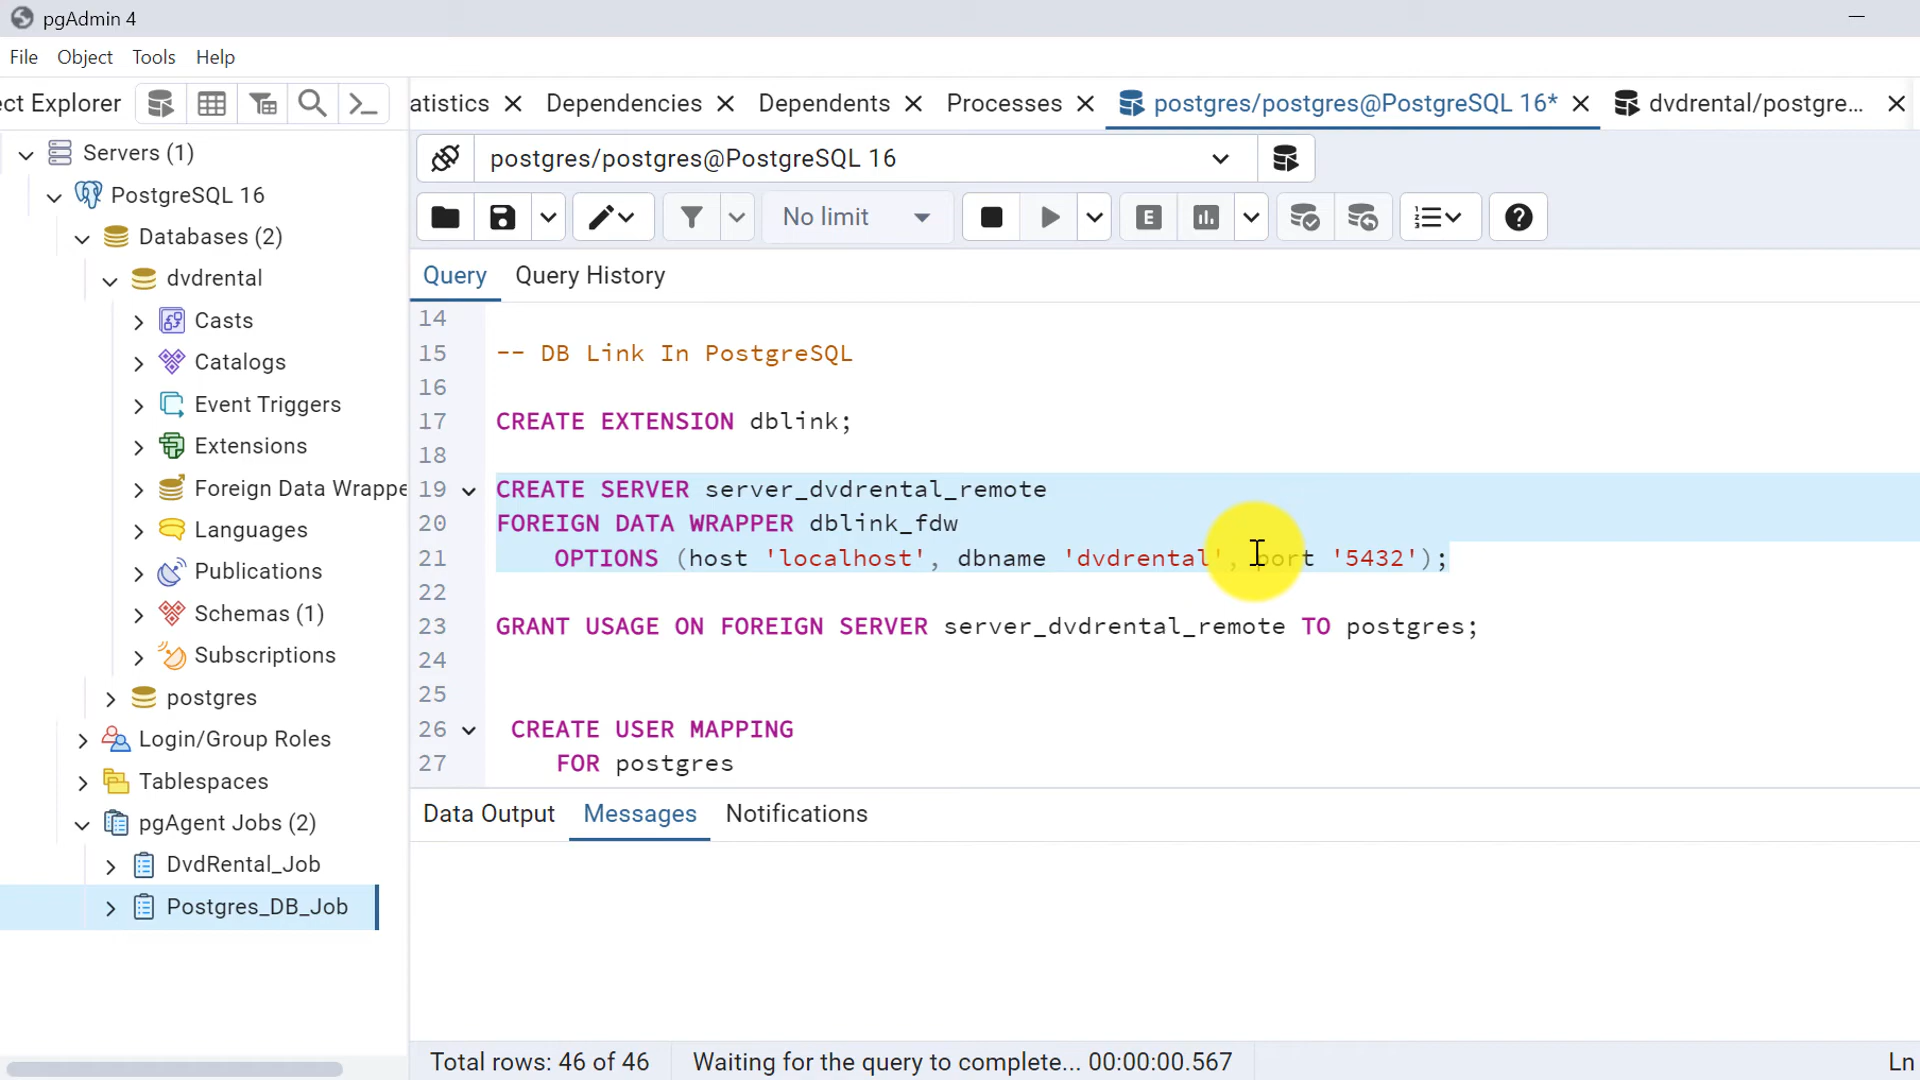 pgAdmin 4
File Object Tools Help
ect Explorer
atistics Dependencies Dependents Processes postgres/postgres@PostgreSQL 16* dvdrental/postgre...
Servers (1)
PostgreSQL 16
Databases (2)
dvdrental
Casts
Catalogs
Event Triggers
Extensions
Foreign Data Wrappe
Languages
Publications
Schemas (1)
Subscriptions
postgres
Login/Group Roles
Tablespaces
pgAgent Jobs (2)
DvdRental_Job
Postgres_DB_Job
postgres/postgres@PostgreSQL 16
No limit E
Query Query History
14
15 -- DB Link In PostgreSQL
16
17 CREATE EXTENSION dblink;
18
19 CREATE SERVER server_dvdrental_remote
20 FOREIGN DATA WRAPPER dblink_fdw
21 OPTIONS (host 'localhost', dbname 'dvdrental', port '5432');
22
23 GRANT USAGE ON FOREIGN SERVER server_dvdrental_remote TO postgres;
24
25
26 CREATE USER MAPPING
27 FOR postgres
Data Output Messages Notifications
Total rows: 46 of 46 Waiting for the query to complete... 00:00:00.567 Ln